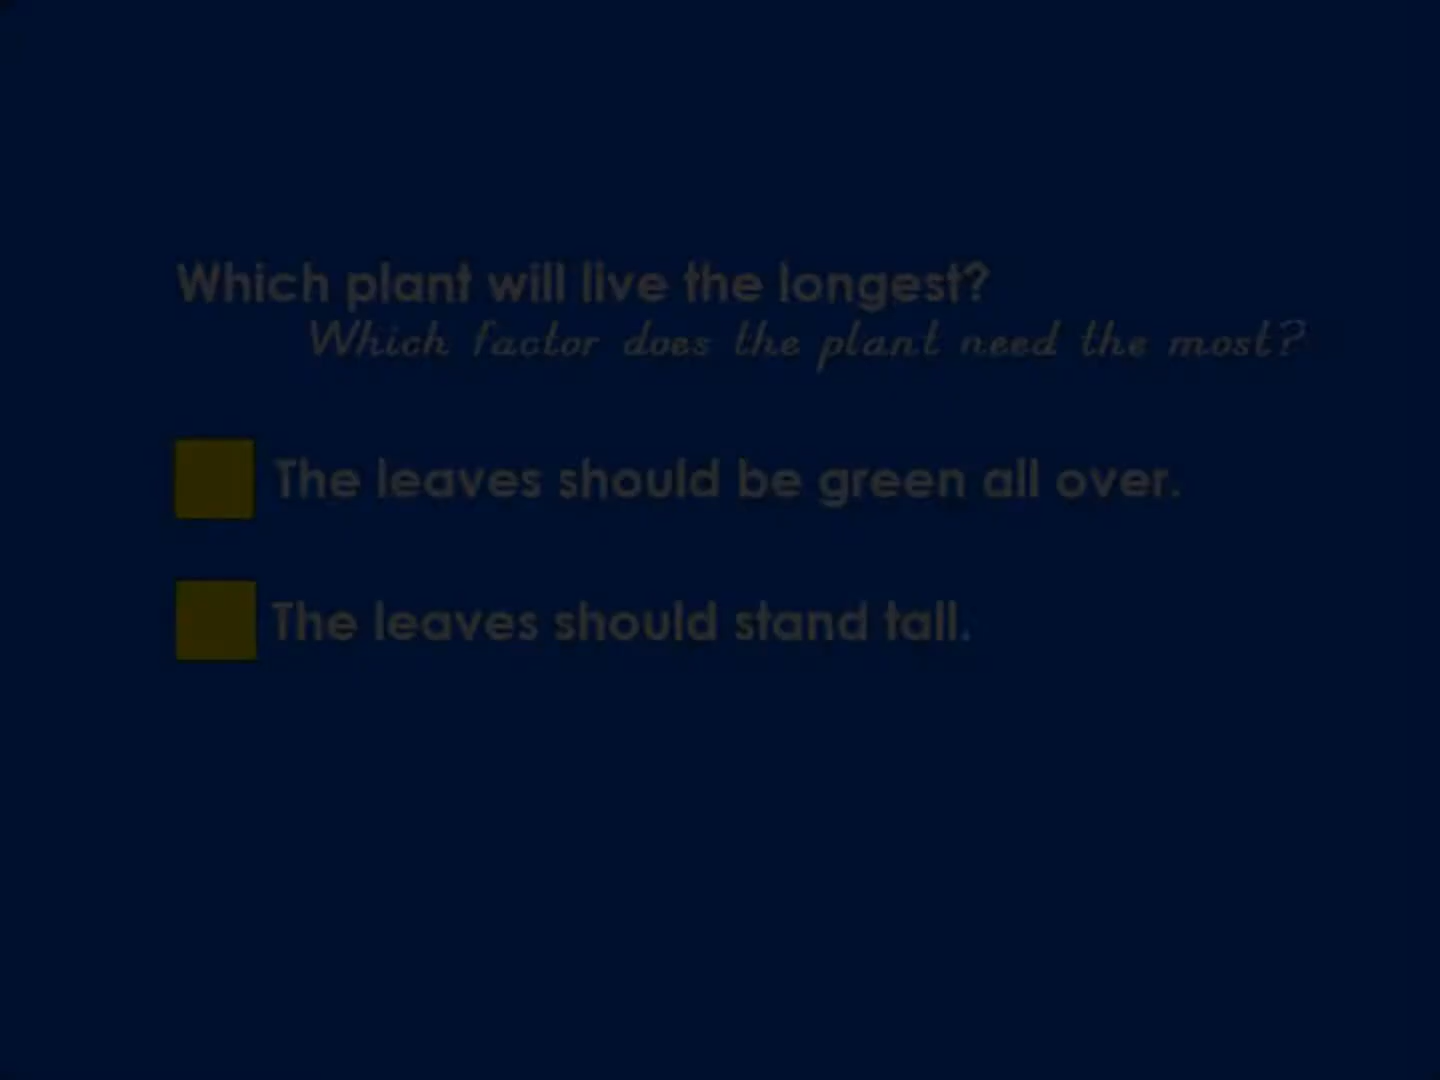 Which plant will live the longest?
Which factor does the plant need the most?
The leaves should be green all over.
The leaves should stand tall.